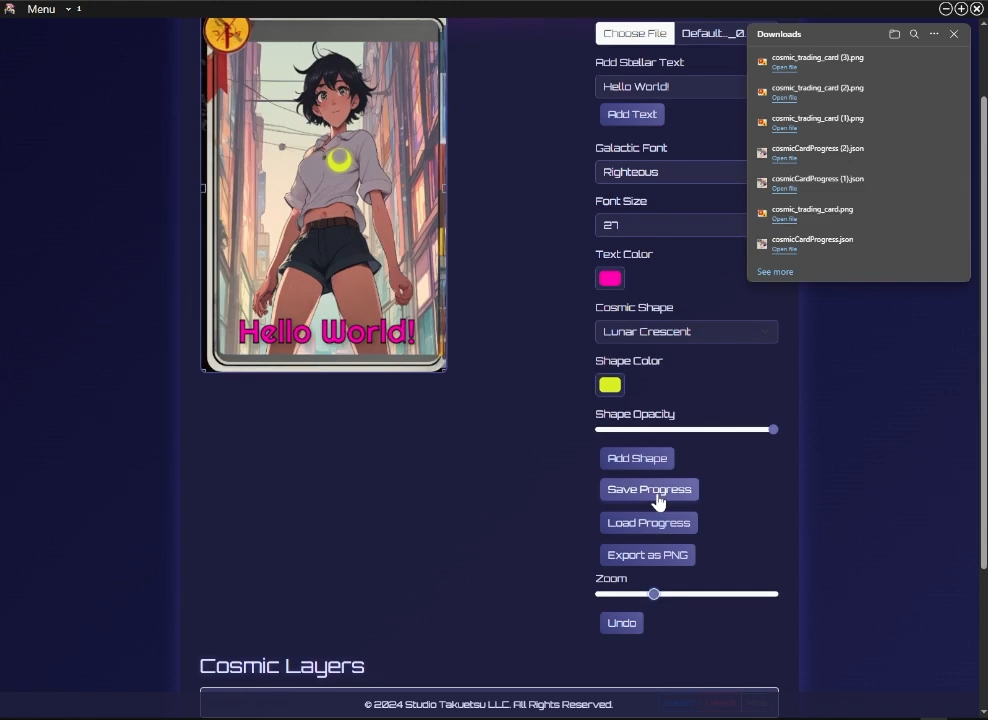 Menu 1
Choose File Default..._0.
Add Stellar Text
Hello World!
Add Text
Galactic Font
Righteous
Font Size
27
Text Color
Cosmic Shape
Lunar Crescent
Shape Color
Shape Opacity
Add Shape
Save Progress
Load Progress
Export as PNG
Zoom
Undo
Hello World!
Downloads
cosmic_trading_card (3).png
Open file
cosmic_trading_card (2).png
Open file
cosmic_trading_card (1).png
Open file
cosmicCardProgress (2).json
Open file
cosmicCardProgress (1).json
Open file
cosmic_trading_card.png
Open file
cosmicCardProgress.json
Open file
See more
Cosmic Layers
© 2024 Studio Takuetsu LLC. All Rights Reserved.